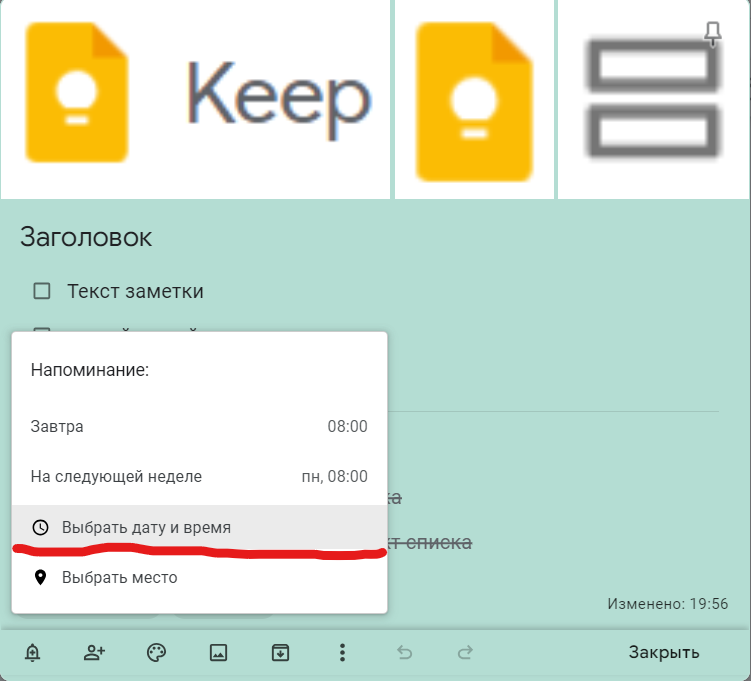 Keep
Заголовок
Текст заметки
Напоминание:
Завтра 08:00
На следующей неделе пн, 08:00
Выбрать дату и время
Выбрать место
списка
Изменено: 19:56
Закрыть